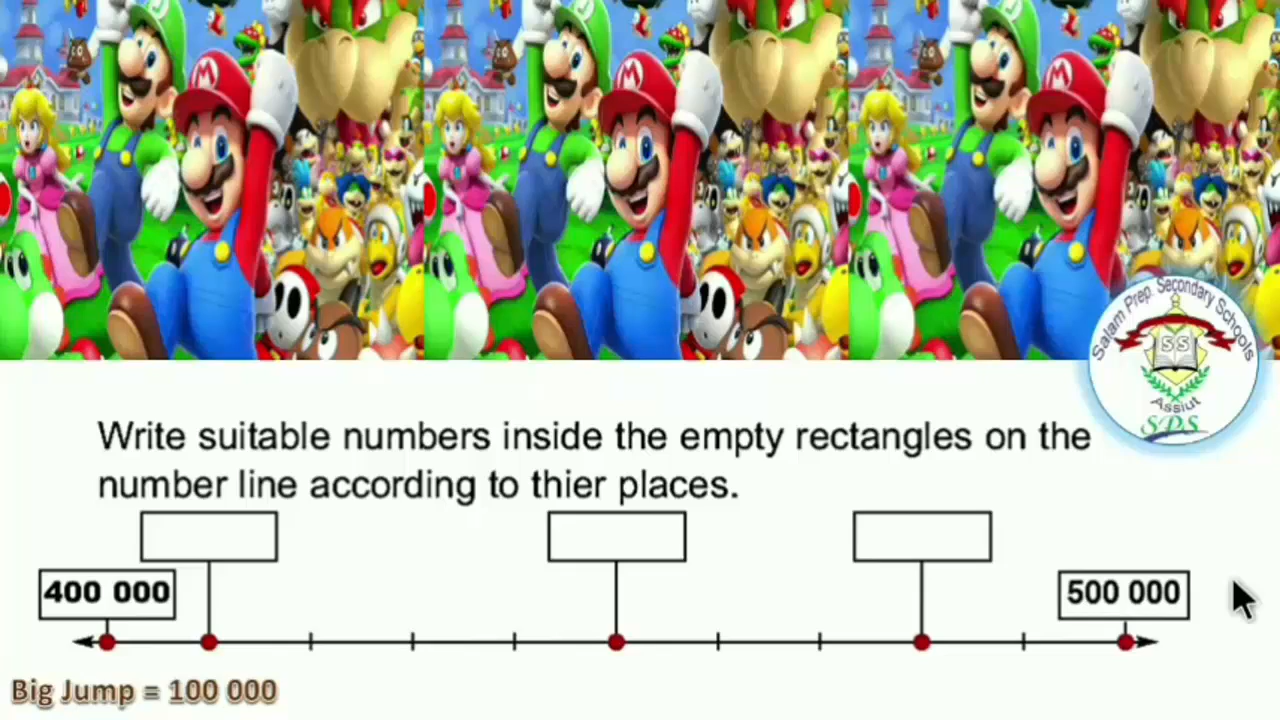 Salam Prep. Secondary Schools
S S
Assiut
SPS
Write suitable numbers inside the empty rectangles on the
number line according to thier places.
400 000
500 000
Big Jump = 100 000